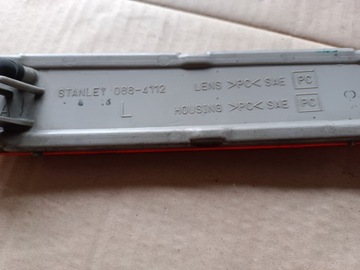 STANLEY 068-4112 LENS >PC< SAE PC
L HOUSING >PC< SAE PC